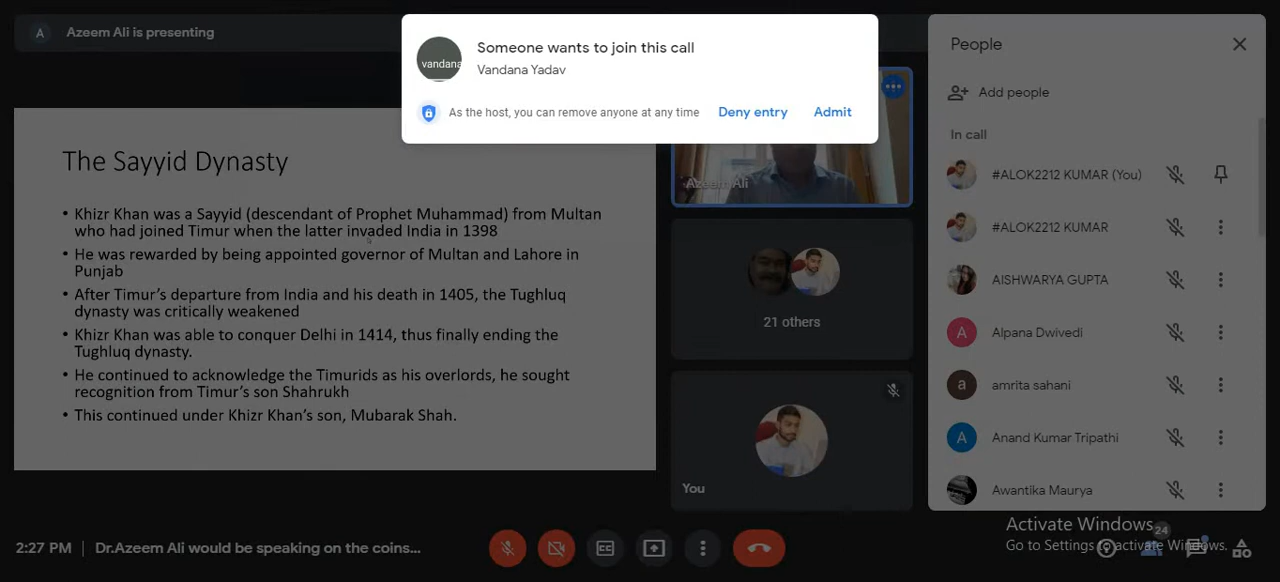 A
Azeem Ali is presenting
vandana
Someone wants to join this call
Vandana Yadav
As the host, you can remove anyone at any time
Deny entry
Admit
The Sayyid Dynasty
• Khizr Khan was a Sayyid (descendant of Prophet Muhammad) from Multan
who had joined Timur when the latter invaded India in 1398
• He was rewarded by being appointed governor of Multan and Lahore in
Punjab
• After Timur's departure from India and his death in 1405, the Tughluq
dynasty was critically weakened
• Khizr Khan was able to conquer Delhi in 1414, thus finally ending the
Tughluq dynasty.
• He continued to acknowledge the Timurids as his overlords, he sought
recognition from Timur's son Shahrukh
• This continued under Khizr Khan's son, Mubarak Shah.
Azeem Ali
21 others
You
People
Add people
In call
#ALOK2212 KUMAR (You)
#ALOK2212 KUMAR
AISHWARYA GUPTA
A
Alpana Dwivedi
a
amrita sahani
A
Anand Kumar Tripathi
Awantika Maurya
2:27 PM | Dr.Azeem Ali would be speaking on the coins...
CC
24
Activate Windows
Go to Settings to activate Windows.